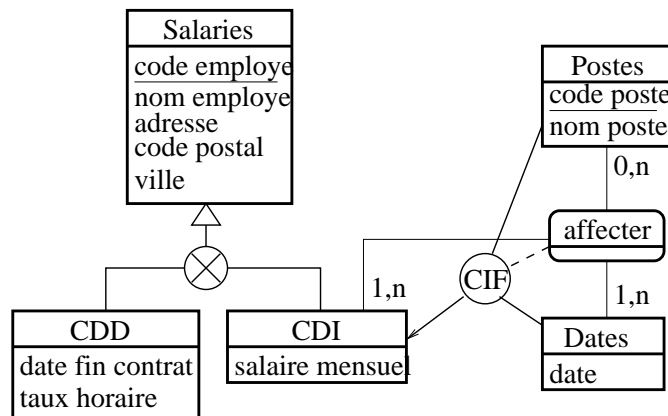 Salaries
code employe
nom employe
adresse
code postal
ville
Postes
code poste
nom poste
0,n
affecter
CIF
1,n
1,n
CDD
date fin contrat
taux horaire
CDI
salaire mensuel
Dates
date